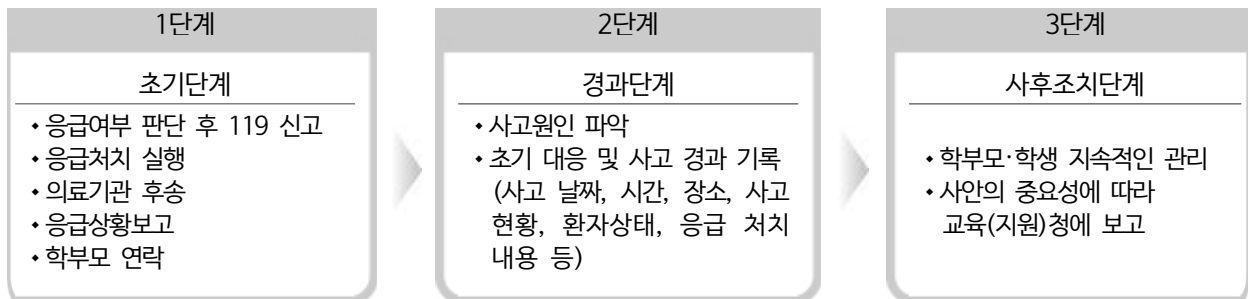 1단계
초기단계
• 응급여부 판단 후 119 신고
• 응급처치 실행
• 의료기관 후송
• 응급상황보고
• 학부모 연락
2단계
경과단계
• 사고원인 파악
• 초기 대응 및 사고 경과 기록
(사고 날짜, 시간, 장소, 사고
현황, 환자상태, 응급 처치
내용 등)
3단계
사후조치단계
• 학부모·학생 지속적인 관리
• 사안의 중요성에 따라
교육(지원)청에 보고